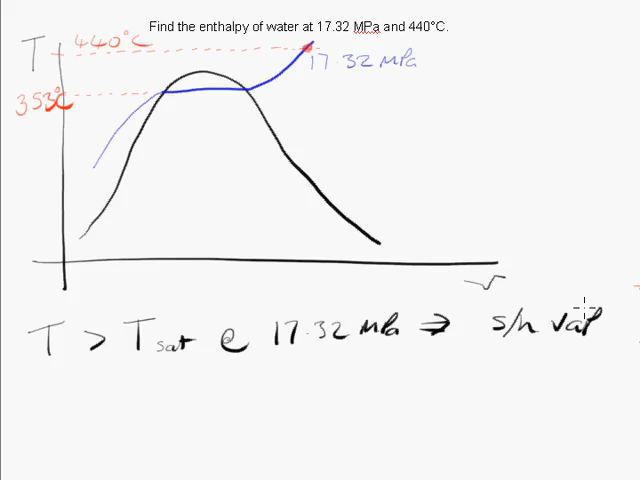 Find the enthalpy of water at 17.32 MPa and 440°C.
T 440°C
17.32 MPa
353°C
v
T > Tsat @ 17.32 MPa ⇒ s/h vap